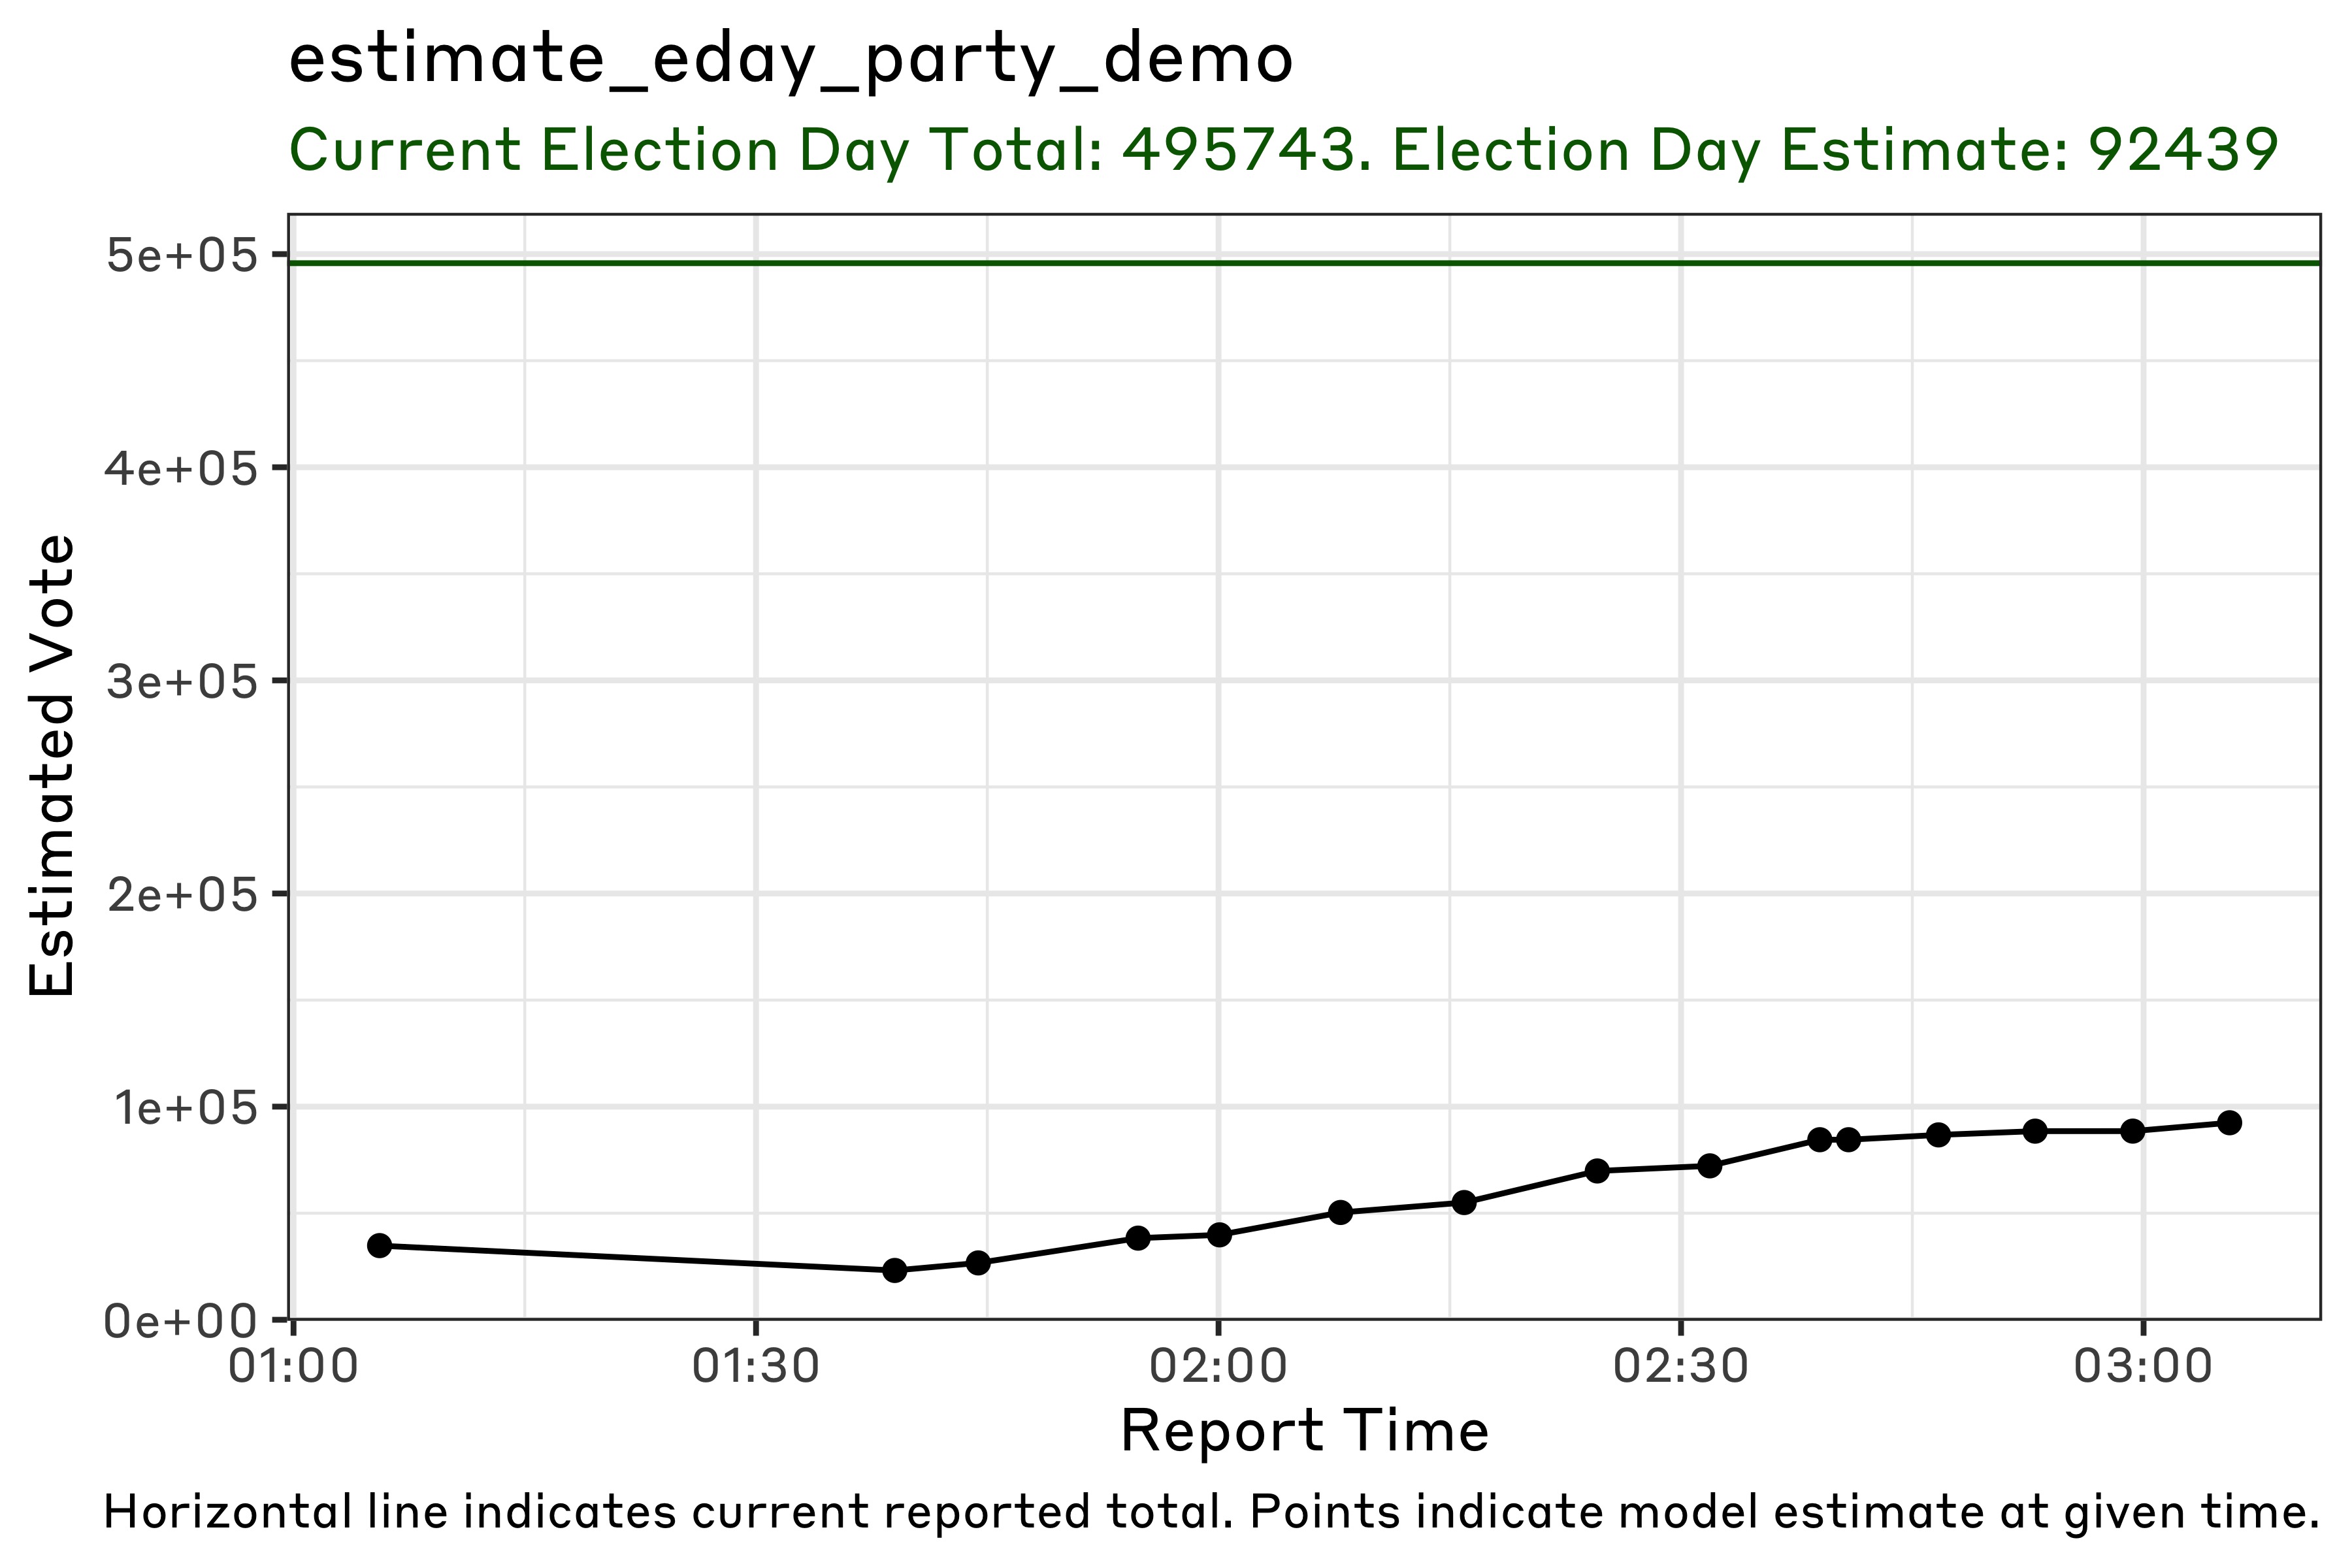 estimate_eday_party_demo
Current Election Day Total: 495743. Election Day Estimate: 92439
5e+05
4e+05
3e+05
2e+05
1e+05
0e+00
Estimated Vote
01:00 01:30 02:00 02:30 03:00
Report Time
Horizontal line indicates current reported total. Points indicate model estimate at given time.